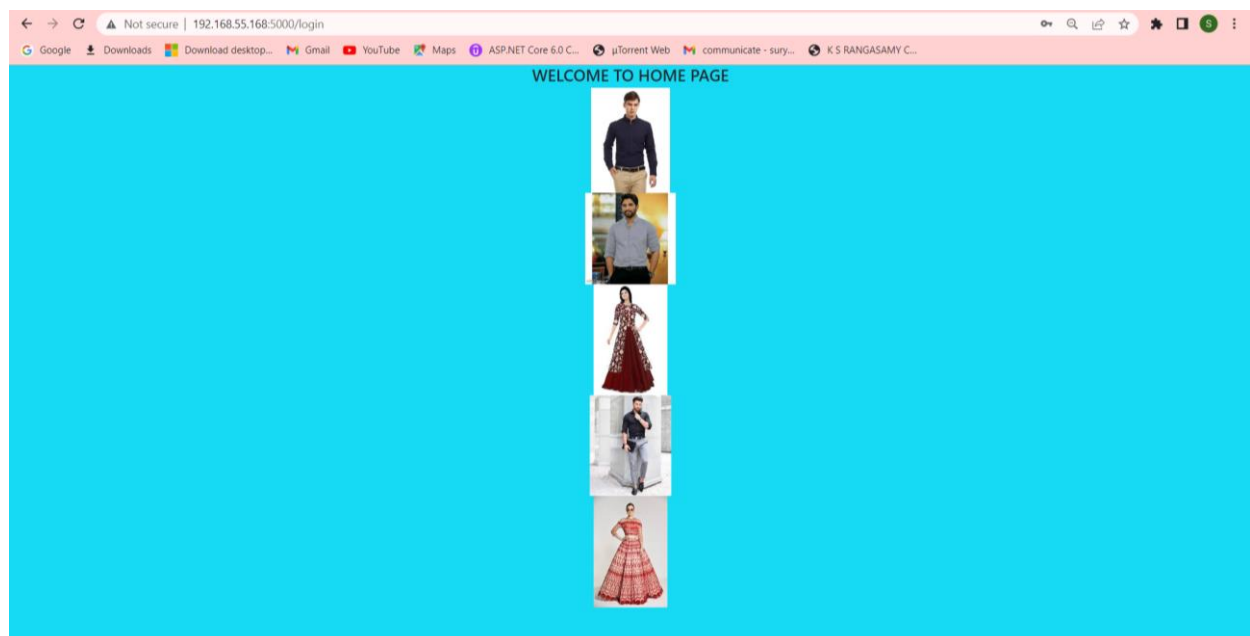 Not secure | 192.168.55.168:5000/login
S
Google Downloads Download desktop... Gmail YouTube Maps ASP.NET Core 6.0 C... µTorrent Web communicate - sury... K S RANGASAMY C...
WELCOME TO HOME PAGE